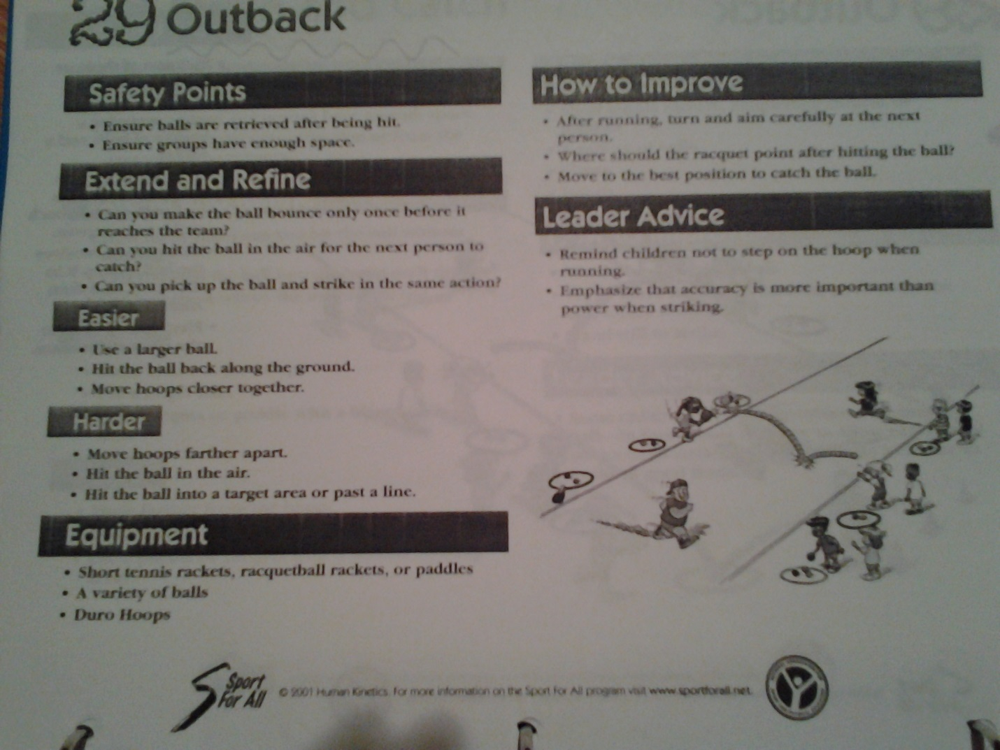 29 Outback
Safety Points
• Ensure balls are retrieved after being hit.
• Ensure groups have enough space.
Extend and Refine
• Can you make the ball bounce only once before it
reaches the team?
• Can you hit the ball in the air for the next person to
catch?
• Can you pick up the ball and strike in the same action?
Easier
• Use a larger ball.
• Hit the ball back along the ground.
• Move hoops closer together.
Harder
• Move hoops farther apart.
• Hit the ball in the air.
• Hit the ball into a target area or past a line.
Equipment
• Short tennis rackets, racquetball rackets, or paddles
• A variety of balls
• Duro Hoops
How to Improve
• After running, turn and aim carefully at the next
person.
• Where should the racquet point after hitting the ball?
• Move to the best position to catch the ball.
Leader Advice
• Remind children not to step on the hoop when
running.
• Emphasize that accuracy is more important than
power when striking.
Sport
For All
© 2001 Human Kinetics. For more information on the Sport For All program visit www.sportforall.net.